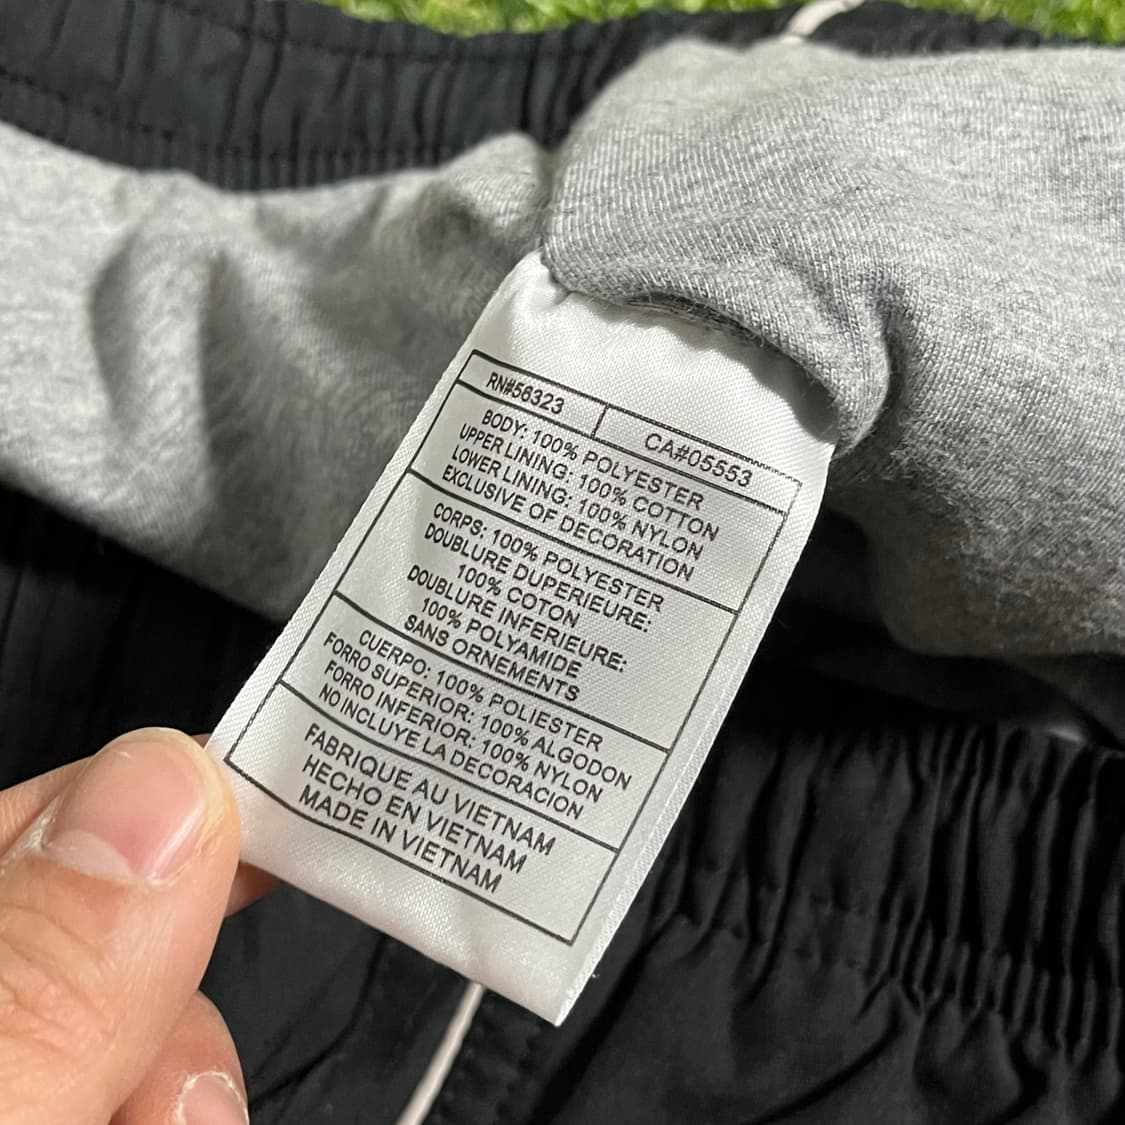 RN#56323
CA#05553
BODY: 100% POLYESTER
UPPER LINING: 100% COTTON
LOWER LINING: 100% NYLON
EXCLUSIVE OF DECORATION
CORPS: 100% POLYESTER
DOUBLURE DUPERIEURE:
100% COTON
DOUBLURE INFERIEURE:
100% POLYAMIDE
SANS ORNEMENTS
CUERPO: 100% POLIESTER
FORRO SUPERIOR: 100% ALGODON
FORRO INFERIOR: 100% NYLON
NO INCLUYE LA DECORACION
FABRIQUE AU VIETNAM
HECHO EN VIETNAM
MADE IN VIETNAM